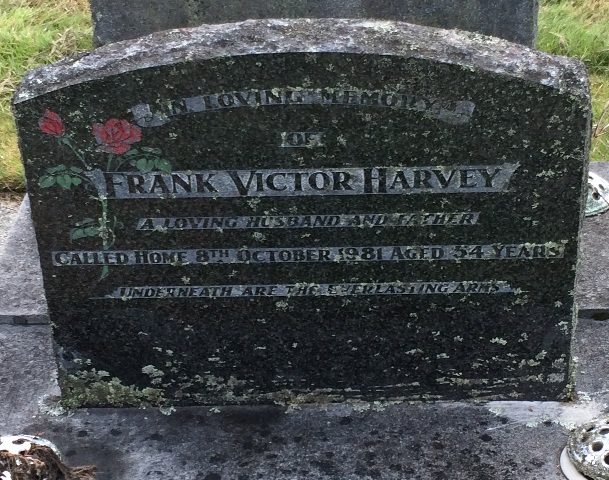 IN LOVING MEMORY
OF
FRANK VICTOR HARVEY
A LOVING HUSBAND AND FATHER
CALLED HOME 8TH OCTOBER 1981 AGED 54 YEARS
"UNDERNEATH ARE THE EVERLASTING ARMS"